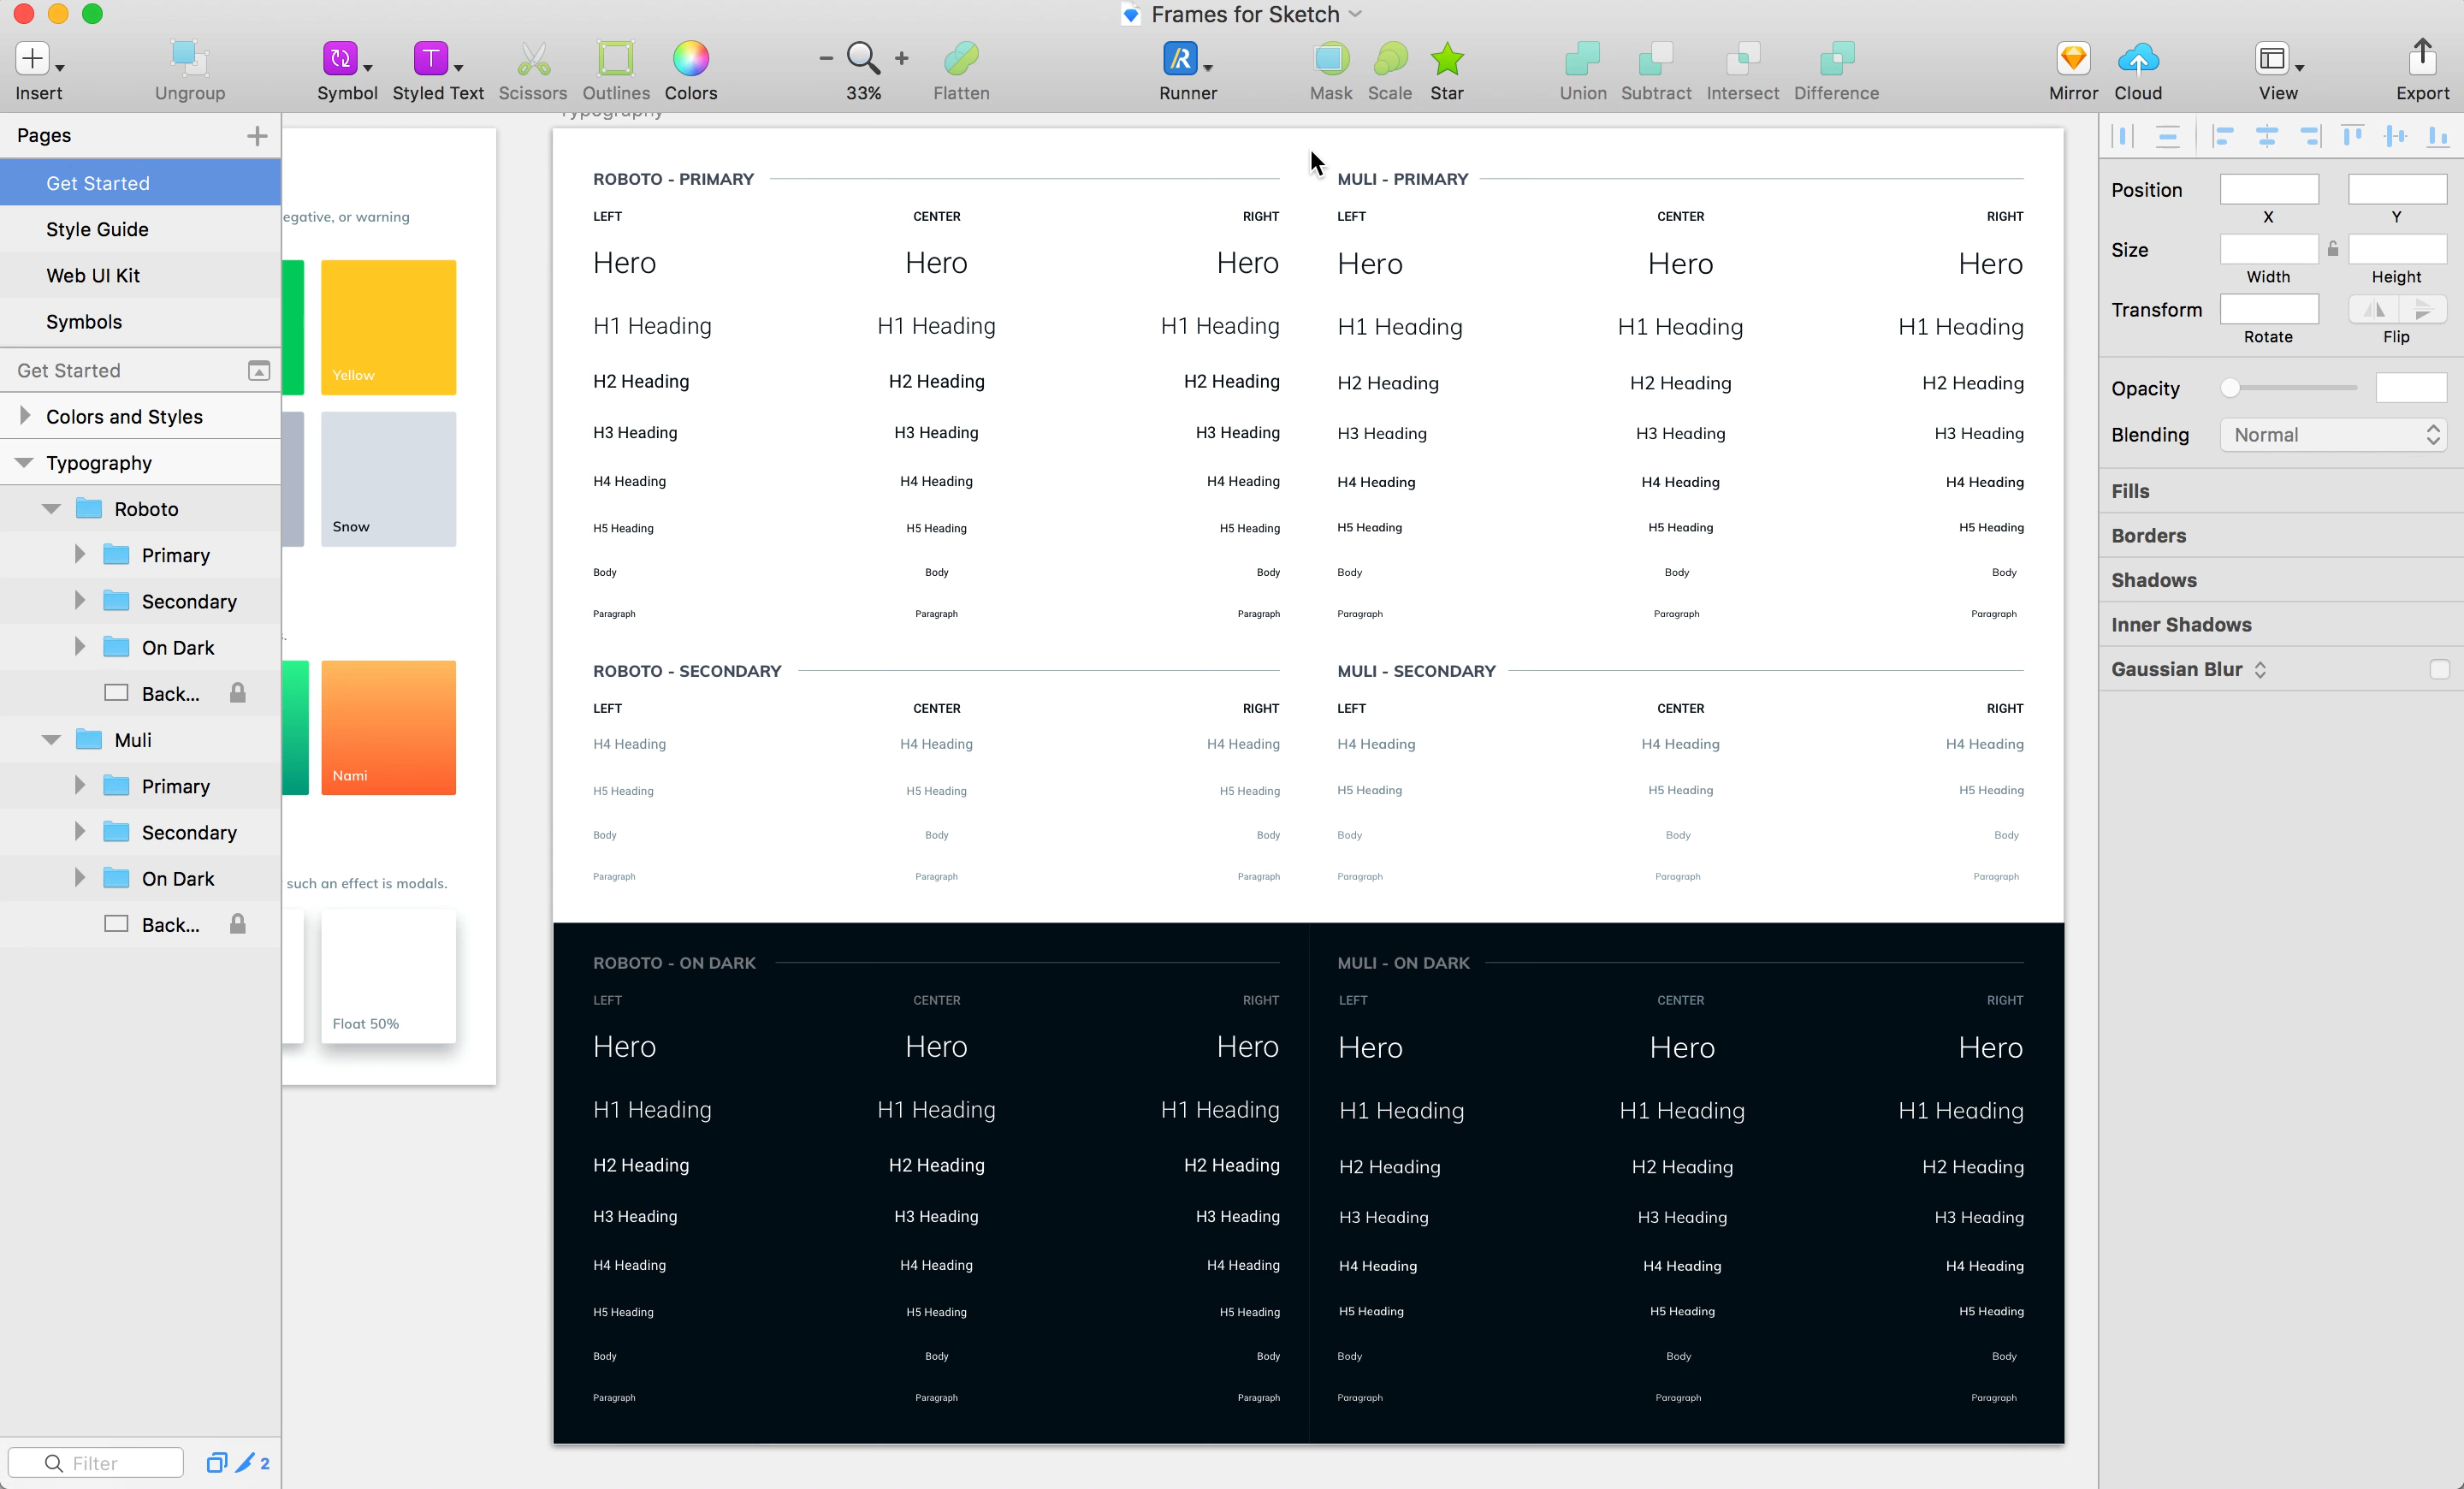 Frames for Sketch
Insert Ungroup Symbol Styled Text Scissors Outlines Colors 33% Flatten Runner Mask Scale Star Union Subtract Intersect Difference Mirror Cloud View Export
Pages
Get Started
Style Guide
Web UI Kit
Symbols
Get Started
Colors and Styles
Typography
Roboto
Primary
Secondary
On Dark
Back...
Muli
Primary
Secondary
On Dark
Back...
Filter 2
egative, or warning
Yellow
Snow
Nami
such an effect is modals.
Float 50%
Typography
ROBOTO - PRIMARY
LEFT CENTER RIGHT
Hero Hero Hero
H1 Heading H1 Heading H1 Heading
H2 Heading H2 Heading H2 Heading
H3 Heading H3 Heading H3 Heading
H4 Heading H4 Heading H4 Heading
H5 Heading H5 Heading H5 Heading
Body Body Body
Paragraph Paragraph Paragraph
MULI - PRIMARY
LEFT CENTER RIGHT
Hero Hero Hero
H1 Heading H1 Heading H1 Heading
H2 Heading H2 Heading H2 Heading
H3 Heading H3 Heading H3 Heading
H4 Heading H4 Heading H4 Heading
H5 Heading H5 Heading H5 Heading
Body Body Body
Paragraph Paragraph Paragraph
ROBOTO - SECONDARY
LEFT CENTER RIGHT
H4 Heading H4 Heading H4 Heading
H5 Heading H5 Heading H5 Heading
Body Body Body
Paragraph Paragraph Paragraph
MULI - SECONDARY
LEFT CENTER RIGHT
H4 Heading H4 Heading H4 Heading
H5 Heading H5 Heading H5 Heading
Body Body Body
Paragraph Paragraph Paragraph
ROBOTO - ON DARK
LEFT CENTER RIGHT
Hero Hero Hero
H1 Heading H1 Heading H1 Heading
H2 Heading H2 Heading H2 Heading
H3 Heading H3 Heading H3 Heading
H4 Heading H4 Heading H4 Heading
H5 Heading H5 Heading H5 Heading
Body Body Body
Paragraph Paragraph Paragraph
MULI - ON DARK
LEFT CENTER RIGHT
Hero Hero Hero
H1 Heading H1 Heading H1 Heading
H2 Heading H2 Heading H2 Heading
H3 Heading H3 Heading H3 Heading
H4 Heading H4 Heading H4 Heading
H5 Heading H5 Heading H5 Heading
Body Body Body
Paragraph Paragraph Paragraph
Position
X Y
Size
Width Height
Transform
Rotate Flip
Opacity
Blending Normal
Fills
Borders
Shadows
Inner Shadows
Gaussian Blur